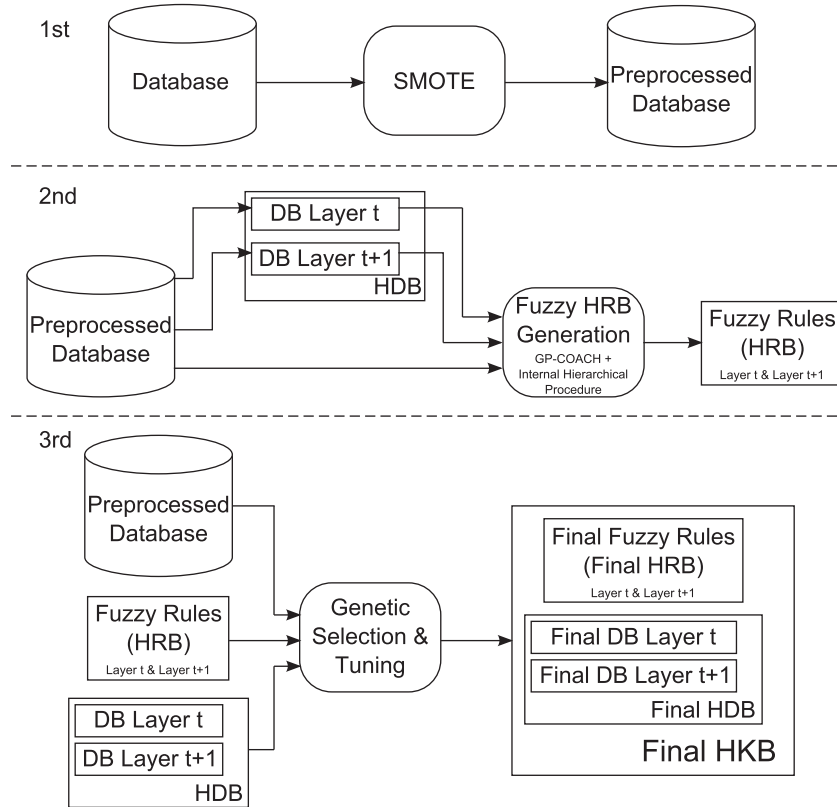 1st
Database
SMOTE
Preprocessed
Database
2nd
DB Layer t
DB Layer t+1
HDB
Preprocessed
Database
Fuzzy HRB
Generation
GP-COACH +
Internal Hierarchical
Procedure
Fuzzy Rules
(HRB)
Layer t & Layer t+1
3rd
Preprocessed
Database
Fuzzy Rules
(HRB)
Layer t & Layer t+1
DB Layer t
DB Layer t+1
HDB
Genetic
Selection &
Tuning
Final Fuzzy Rules
(Final HRB)
Layer t & Layer t+1
Final DB Layer t
Final DB Layer t+1
Final HDB
Final HKB